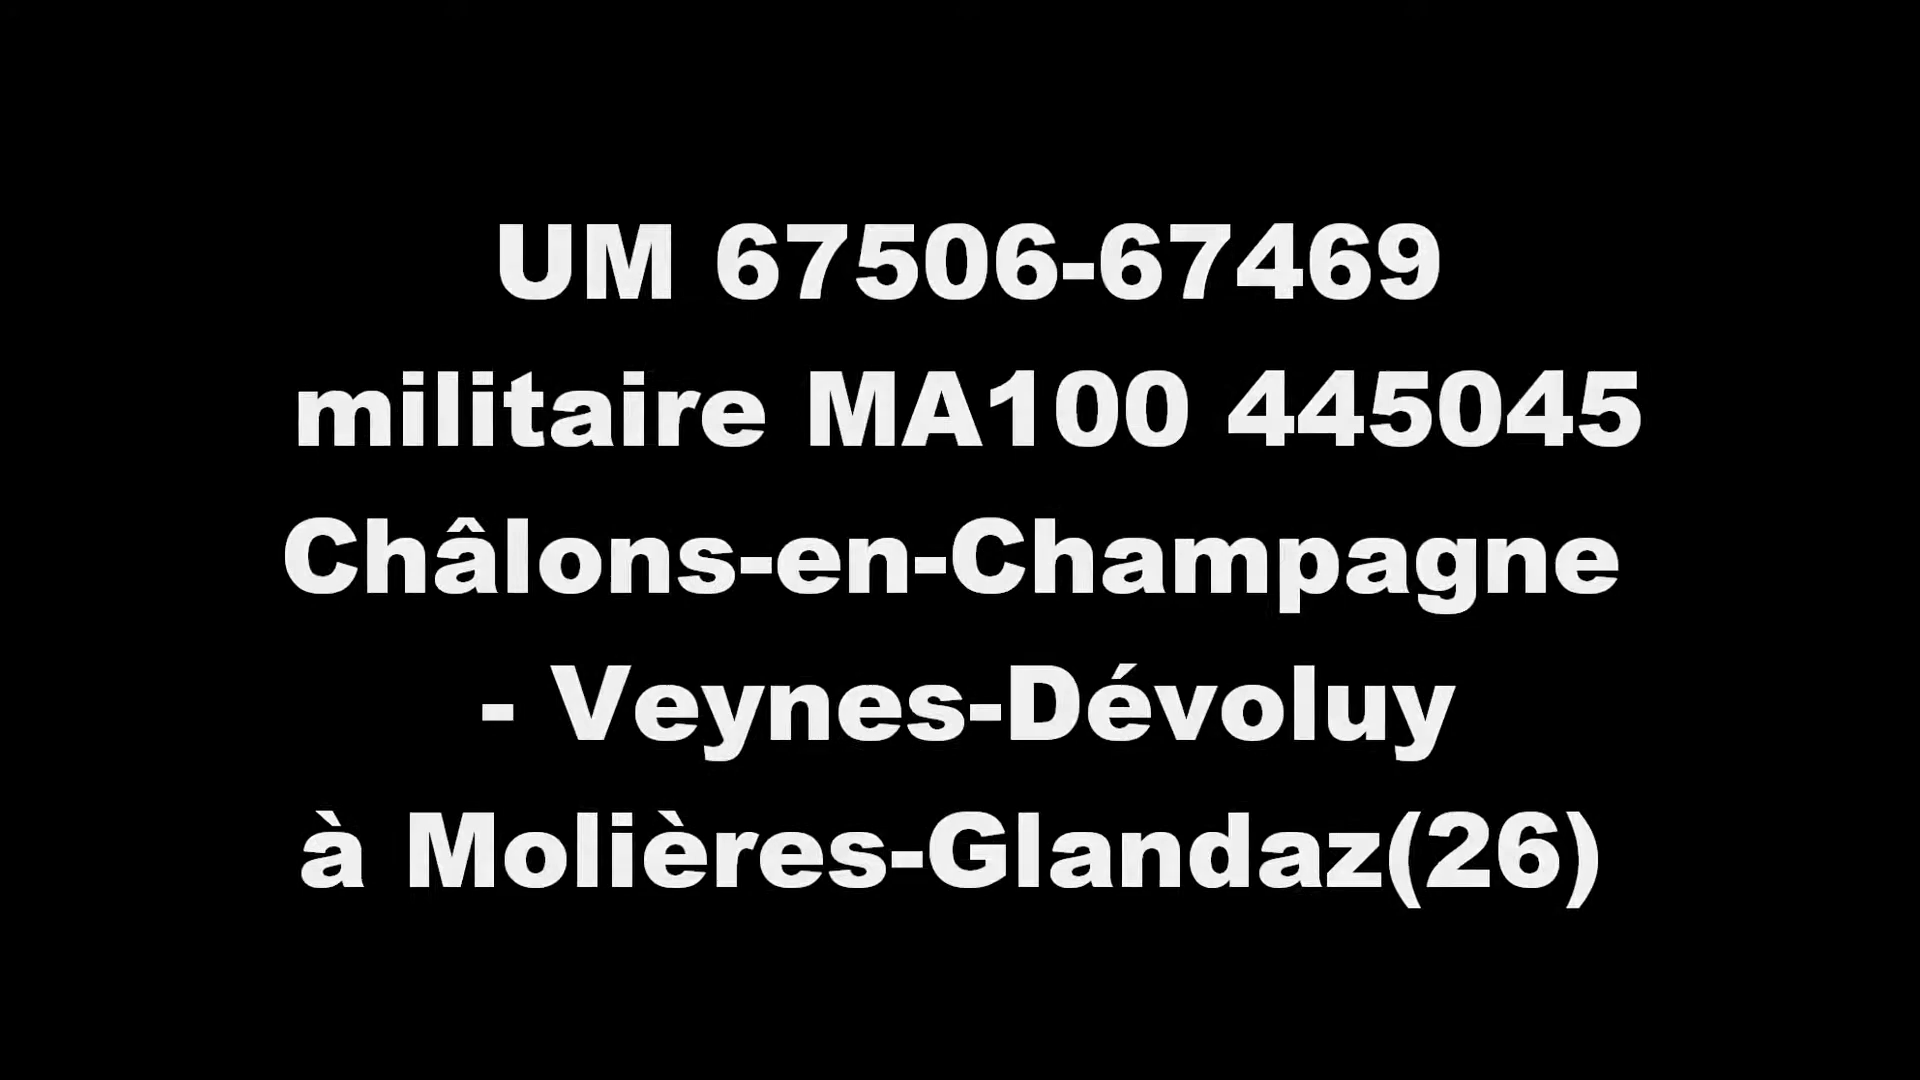 UM 67506-67469
militaire MA100 445045
Châlons-en-Champagne
- Veynes-Dévoluy
à Molières-Glandaz(26)